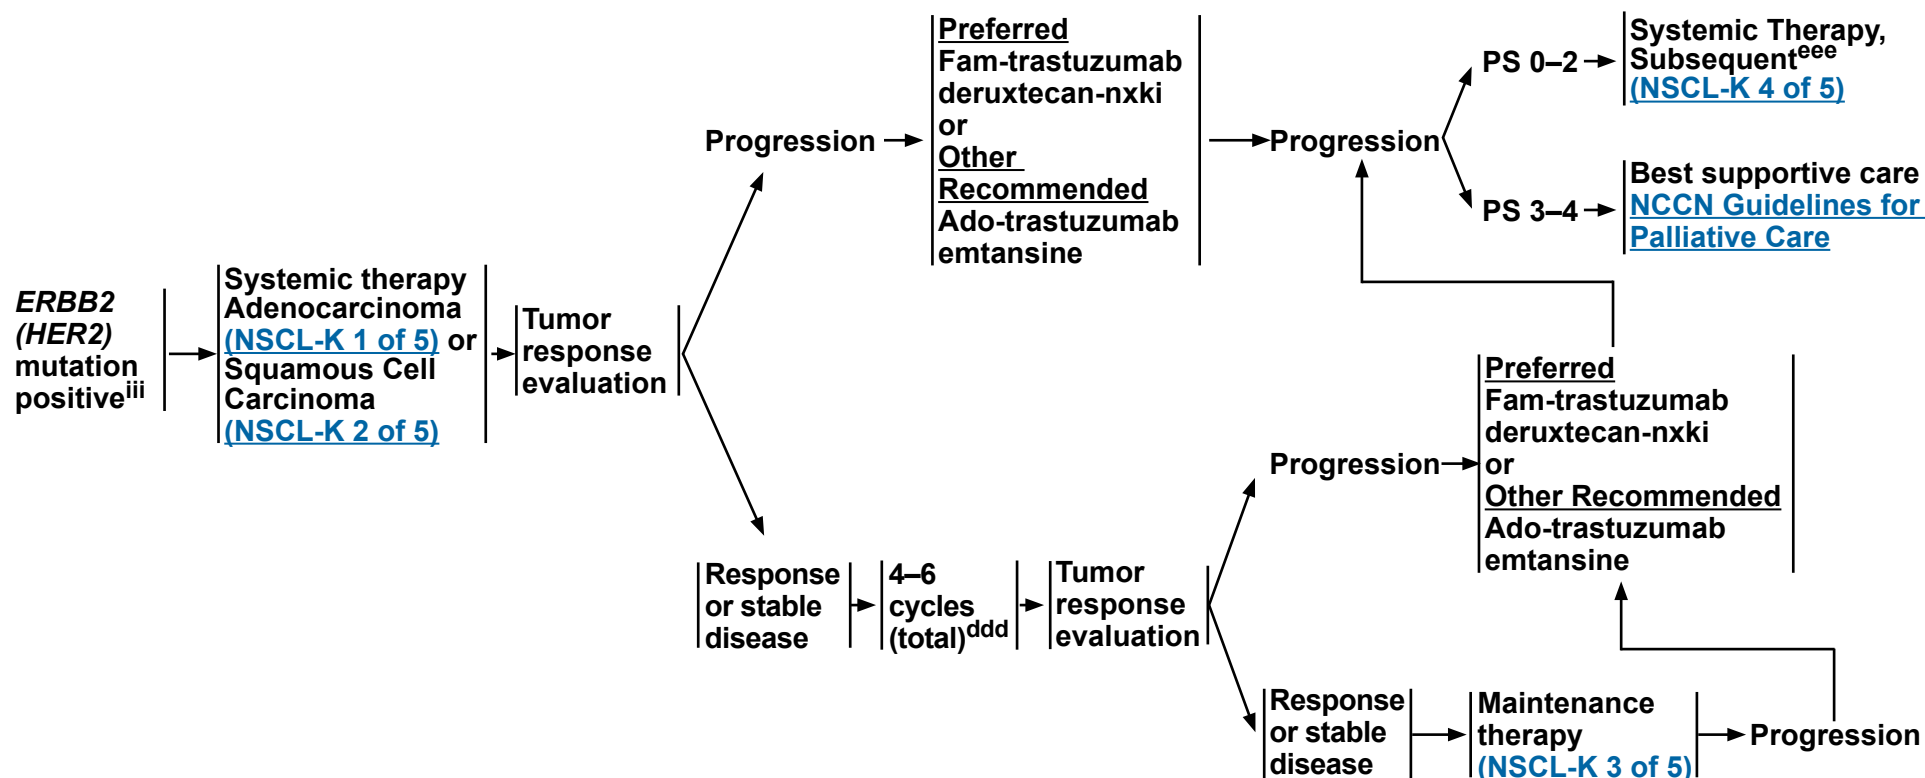 ERBB2
(HER2)
mutation
positiveⁱⁱⁱ
Systemic therapy
Adenocarcinoma
(NSCL-K 1 of 5) or
Squamous Cell
Carcinoma
(NSCL-K 2 of 5)
Tumor
response
evaluation
Progression
Preferred
Fam-trastuzumab
deruxtecan-nxki
or
Other
Recommended
Ado-trastuzumab
emtansine
Progression
PS 0–2
Systemic Therapy,
Subsequentᵉᵉᵉ
(NSCL-K 4 of 5)
PS 3–4
Best supportive care
NCCN Guidelines for
Palliative Care
Response
or stable
disease
4–6
cycles
(total)ᵈᵈᵈ
Tumor
response
evaluation
Progression
Preferred
Fam-trastuzumab
deruxtecan-nxki
or
Other Recommended
Ado-trastuzumab
emtansine
Response
or stable
disease
Maintenance
therapy
(NSCL-K 3 of 5)
Progression